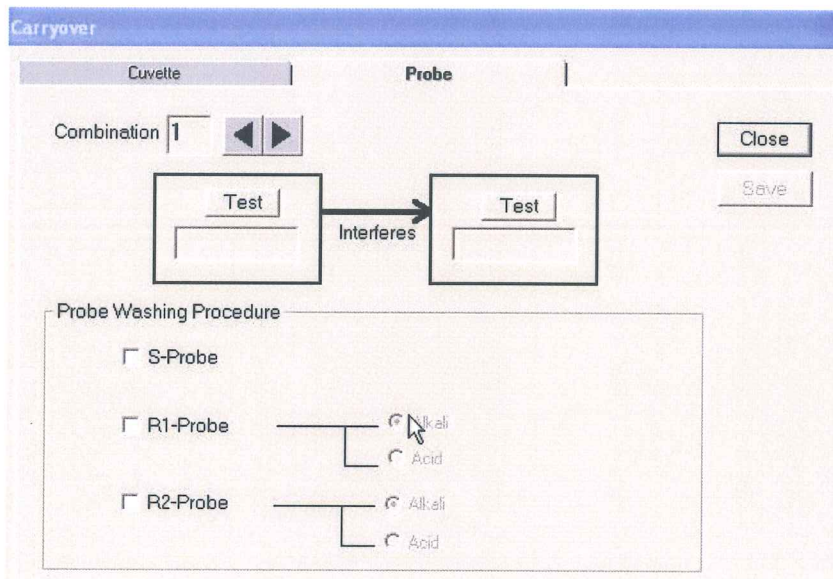 Carryover
Cuvette Probe
Combination 1
Close
Save
Test Test
Interferes
Probe Washing Procedure
S-Probe
R1-Probe
Alkali
Acid
R2-Probe
Alkali
Acid